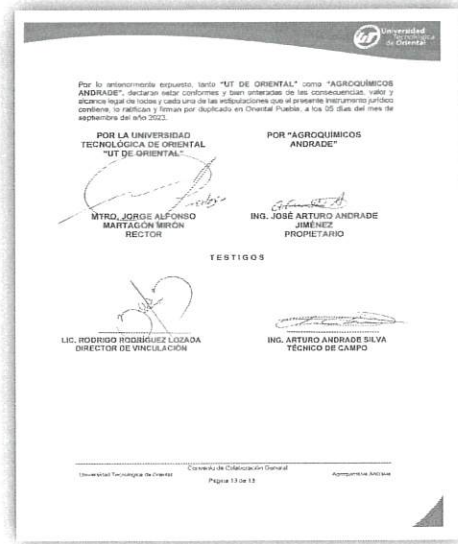 Universidad
Tecnológica
de Oriental
Por lo anteriormente expuesto, tanto "UT DE ORIENTAL" como "AGROQUÍMICOS
ANDRADE", declaran estar conformes y bien enteradas de las consecuencias, valor y
alcance legal de todas y cada una de las estipulaciones que el presente instrumento jurídico
contiene, lo ratifican y firman por duplicado en Oriental Puebla, a los 05 días del mes de
septiembre del año 2023.
POR LA UNIVERSIDAD
TECNOLÓGICA DE ORIENTAL
"UT DE ORIENTAL"
MTRO. JORGE ALFONSO
MARTAGÓN MIRÓN
RECTOR
POR "AGROQUÍMICOS
ANDRADE"
ING. JOSÉ ARTURO ANDRADE
JIMÉNEZ
PROPIETARIO
TESTIGOS
LIC. RODRIGO RODRÍGUEZ LOZADA
DIRECTOR DE VINCULACIÓN
ING. ARTURO ANDRADE SILVA
TÉCNICO DE CAMPO
Convenio de Colaboración General
Universidad Tecnológica de Oriental
Agroquímicos Andrade
Página 13 de 13